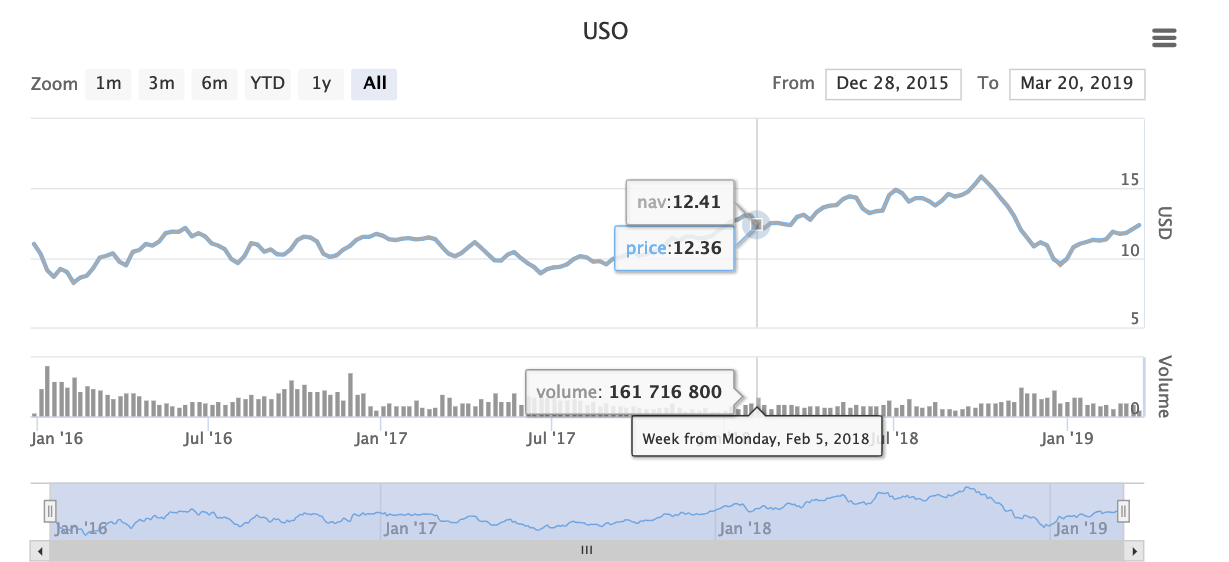 USO
Zoom 1m 3m 6m YTD 1y All From Dec 28, 2015 To Mar 20, 2019
15
nav:12.41
USD
price:12.36
10
5
Volume
volume: 161 716 800
0
Jan '16 Jul '16 Jan '17 Jul '17 Jul '18 Jan '19
Week from Monday, Feb 5, 2018
Jan '16 Jan '17 Jan '18 Jan '19